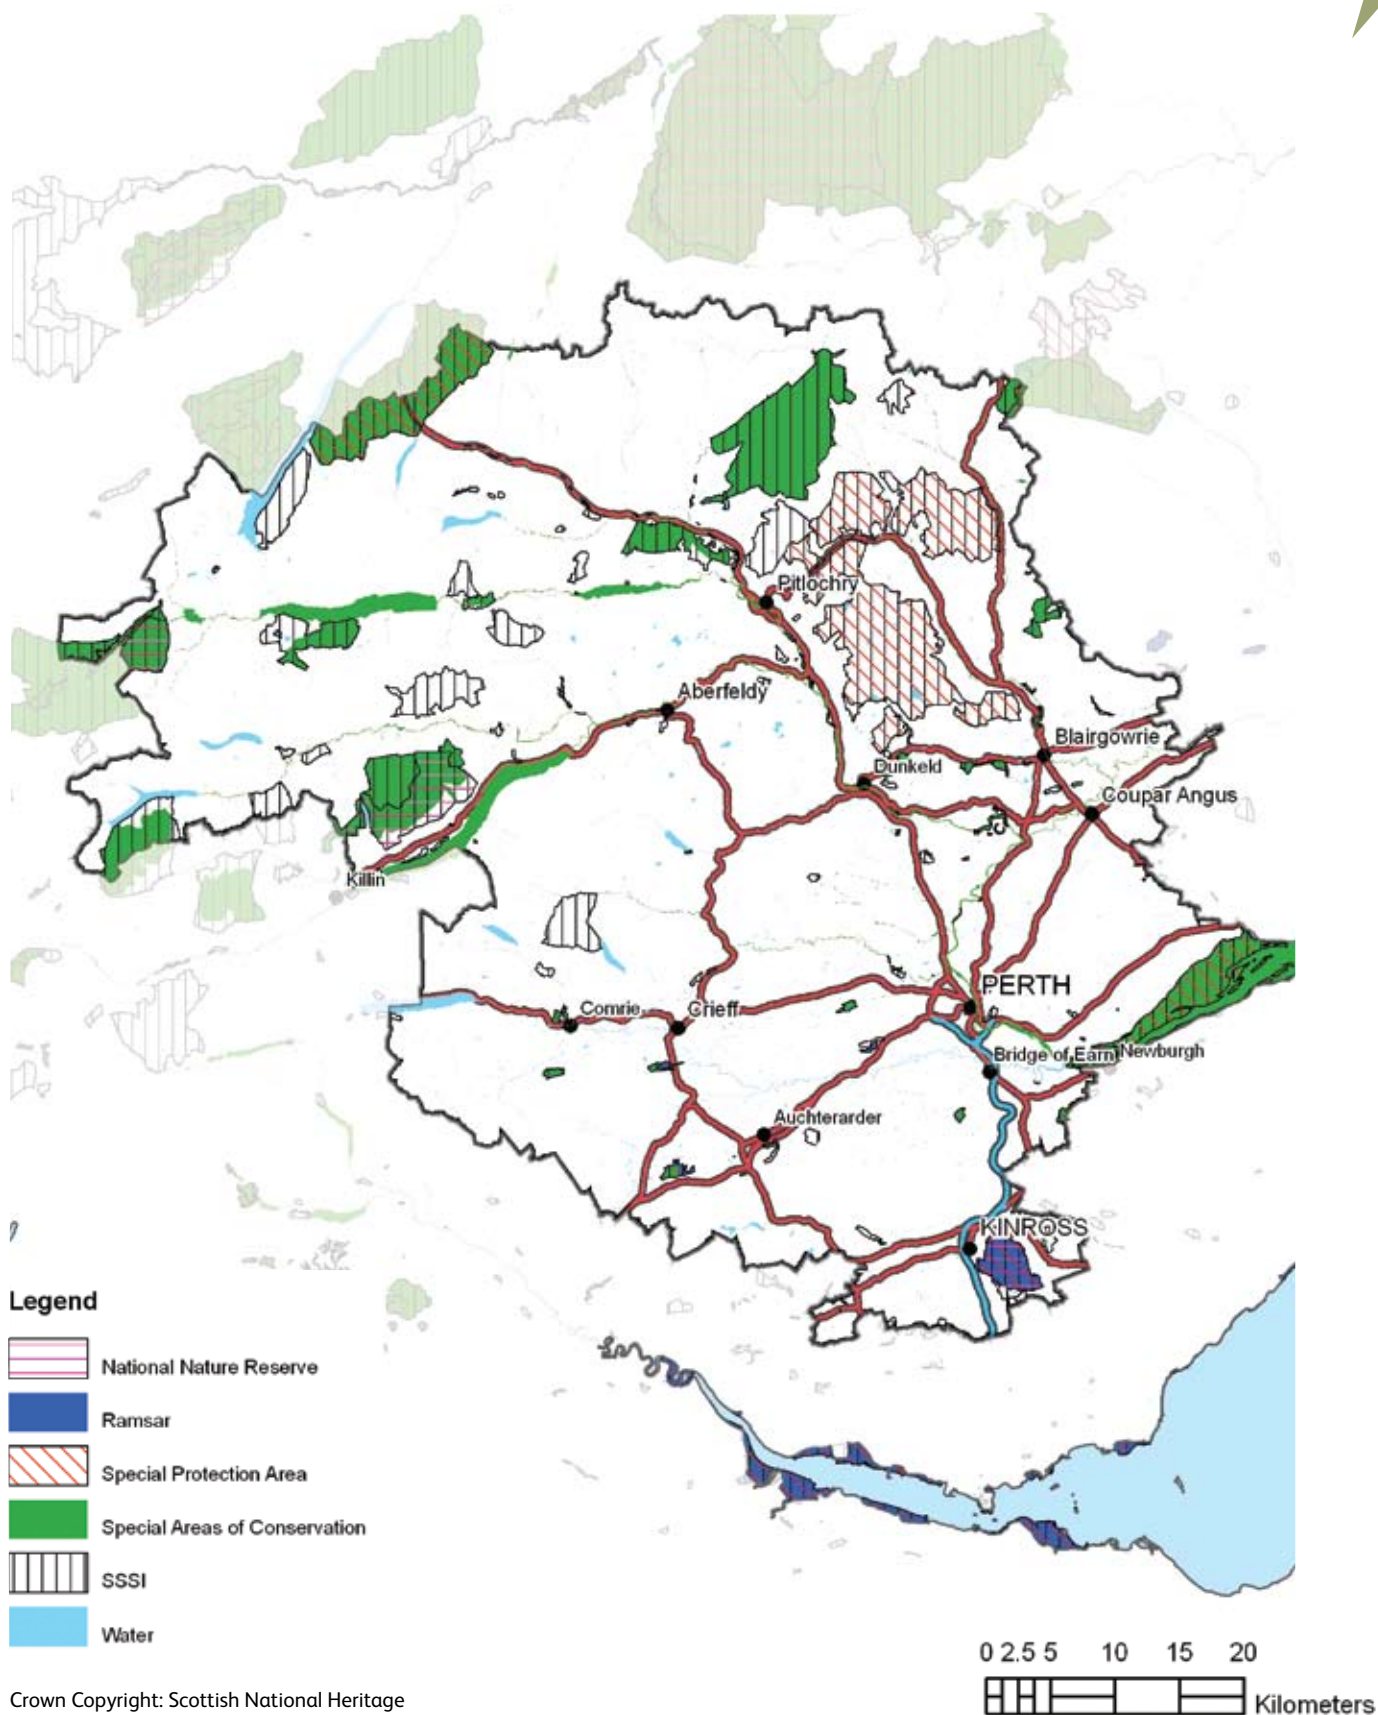 Pitlochry
Aberfeldy
Blairgowrie
Dunkeld
Coupar Angus
Killin
PERTH
Comrie
Crieff
Bridge of Earn
Newburgh
Auchterarder
KINROSS
Legend
National Nature Reserve
Ramsar
Special Protection Area
Special Areas of Conservation
SSSI
Water
0 2.5 5 10 15 20
Kilometers
Crown Copyright: Scottish National Heritage